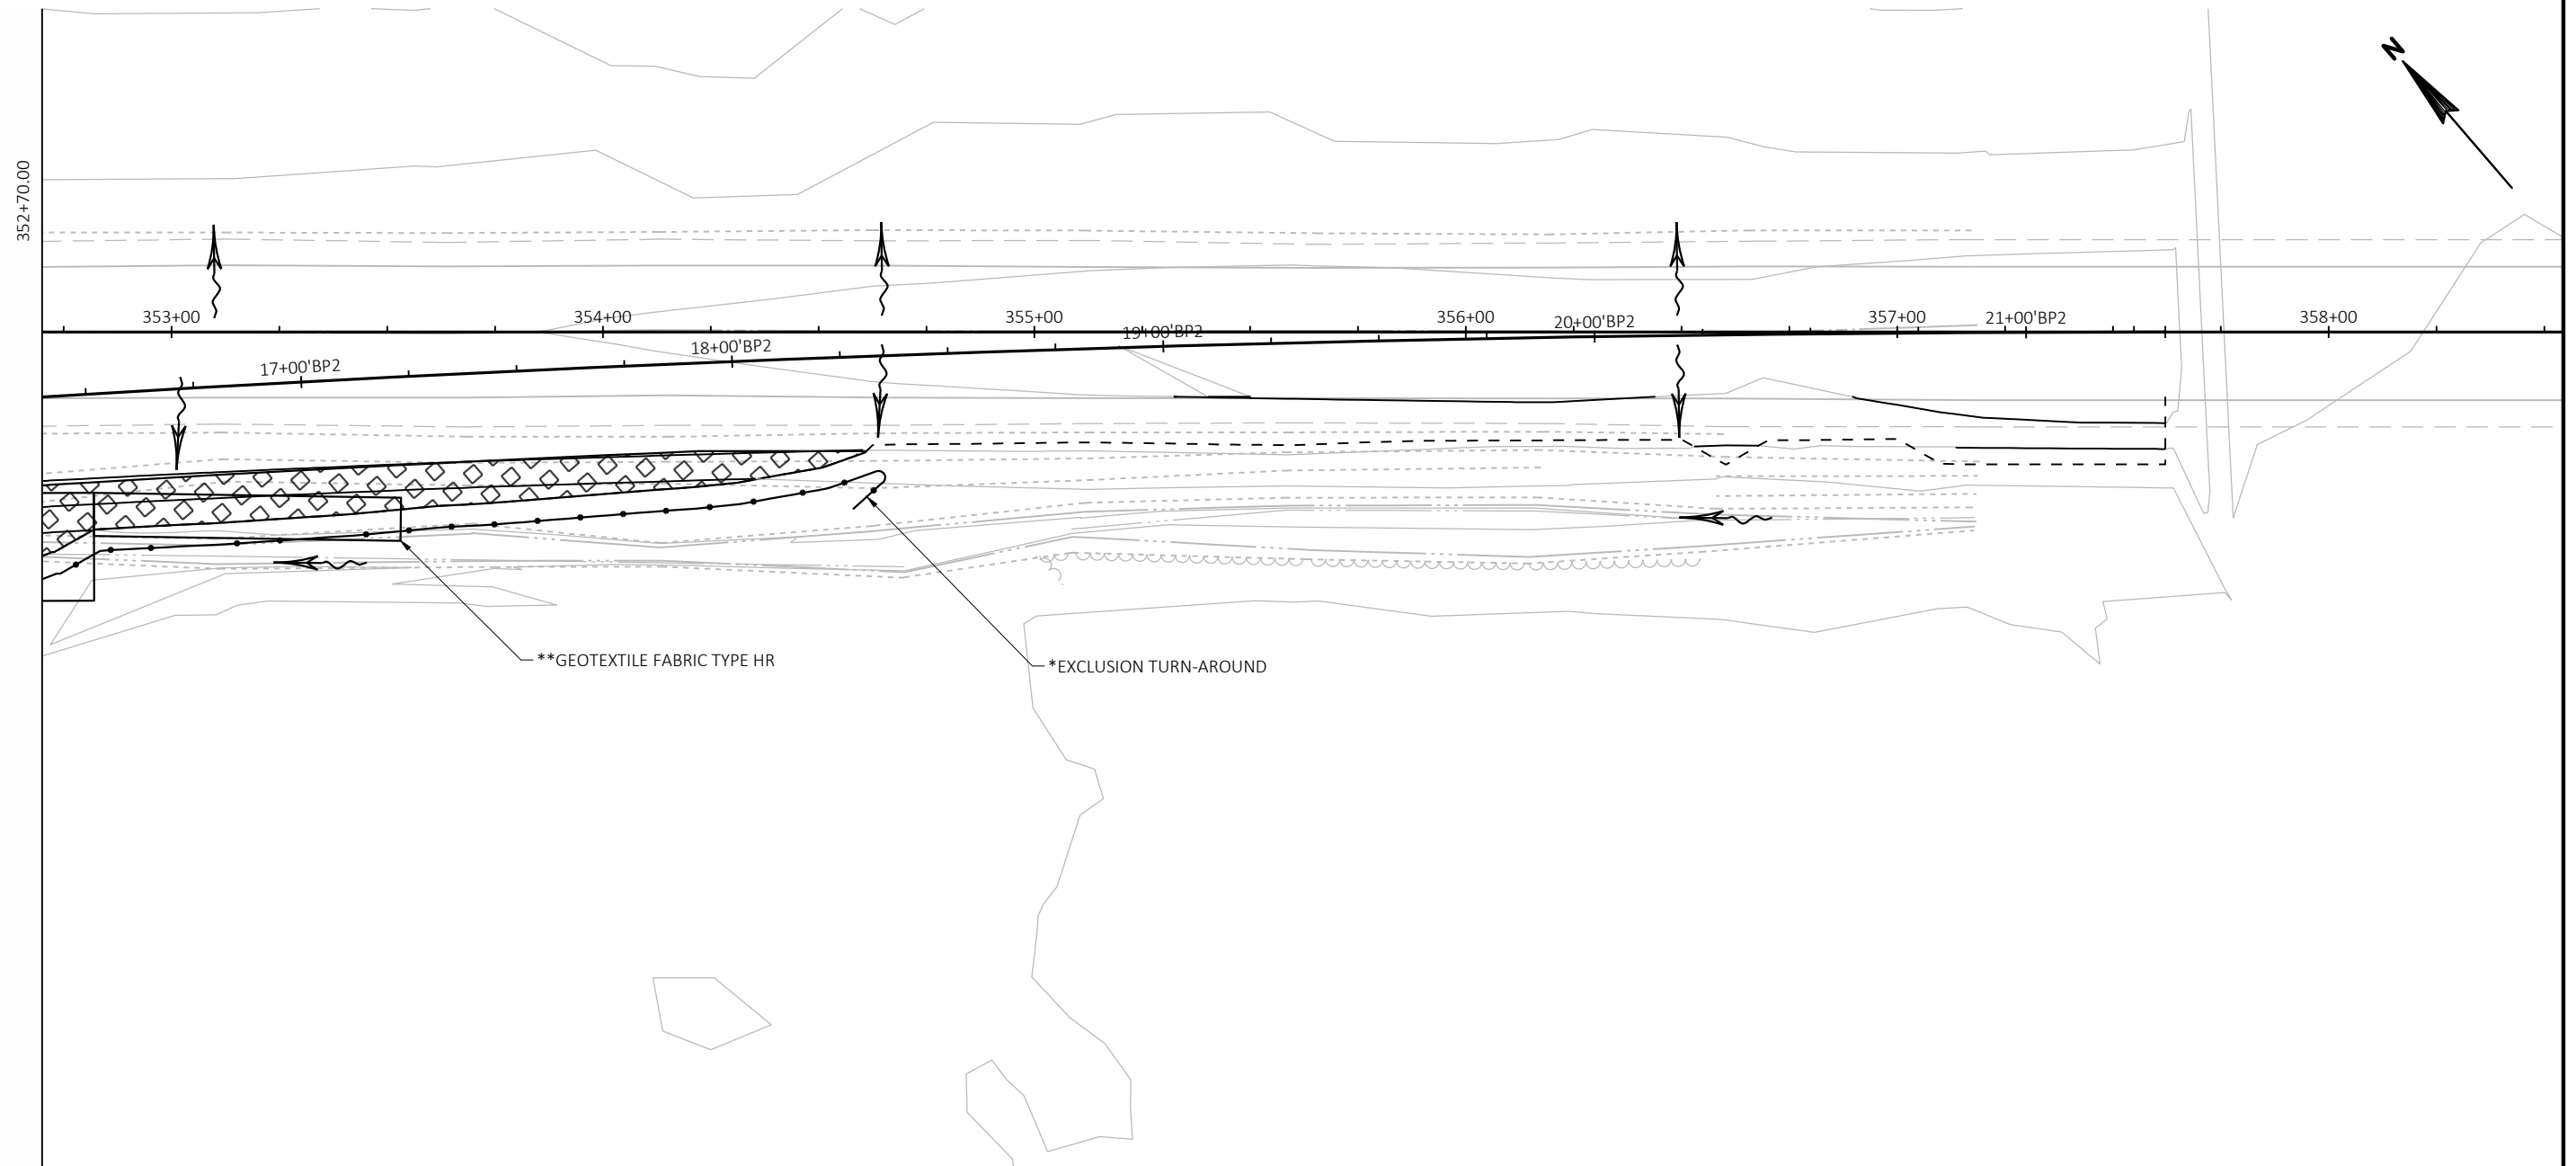 N
352+70.00
353+00
354+00
355+00
356+00
357+00
358+00
17+00'BP2
18+00'BP2
19+00'BP2
20+00'BP2
21+00'BP2
**GEOTEXTILE FABRIC TYPE HR
*EXCLUSION TURN-AROUND